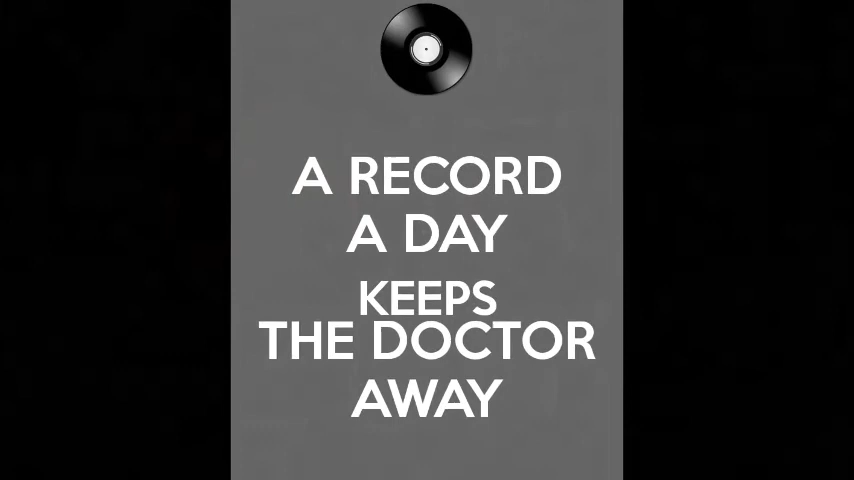 A RECORD
A DAY
KEEPS
THE DOCTOR
AWAY